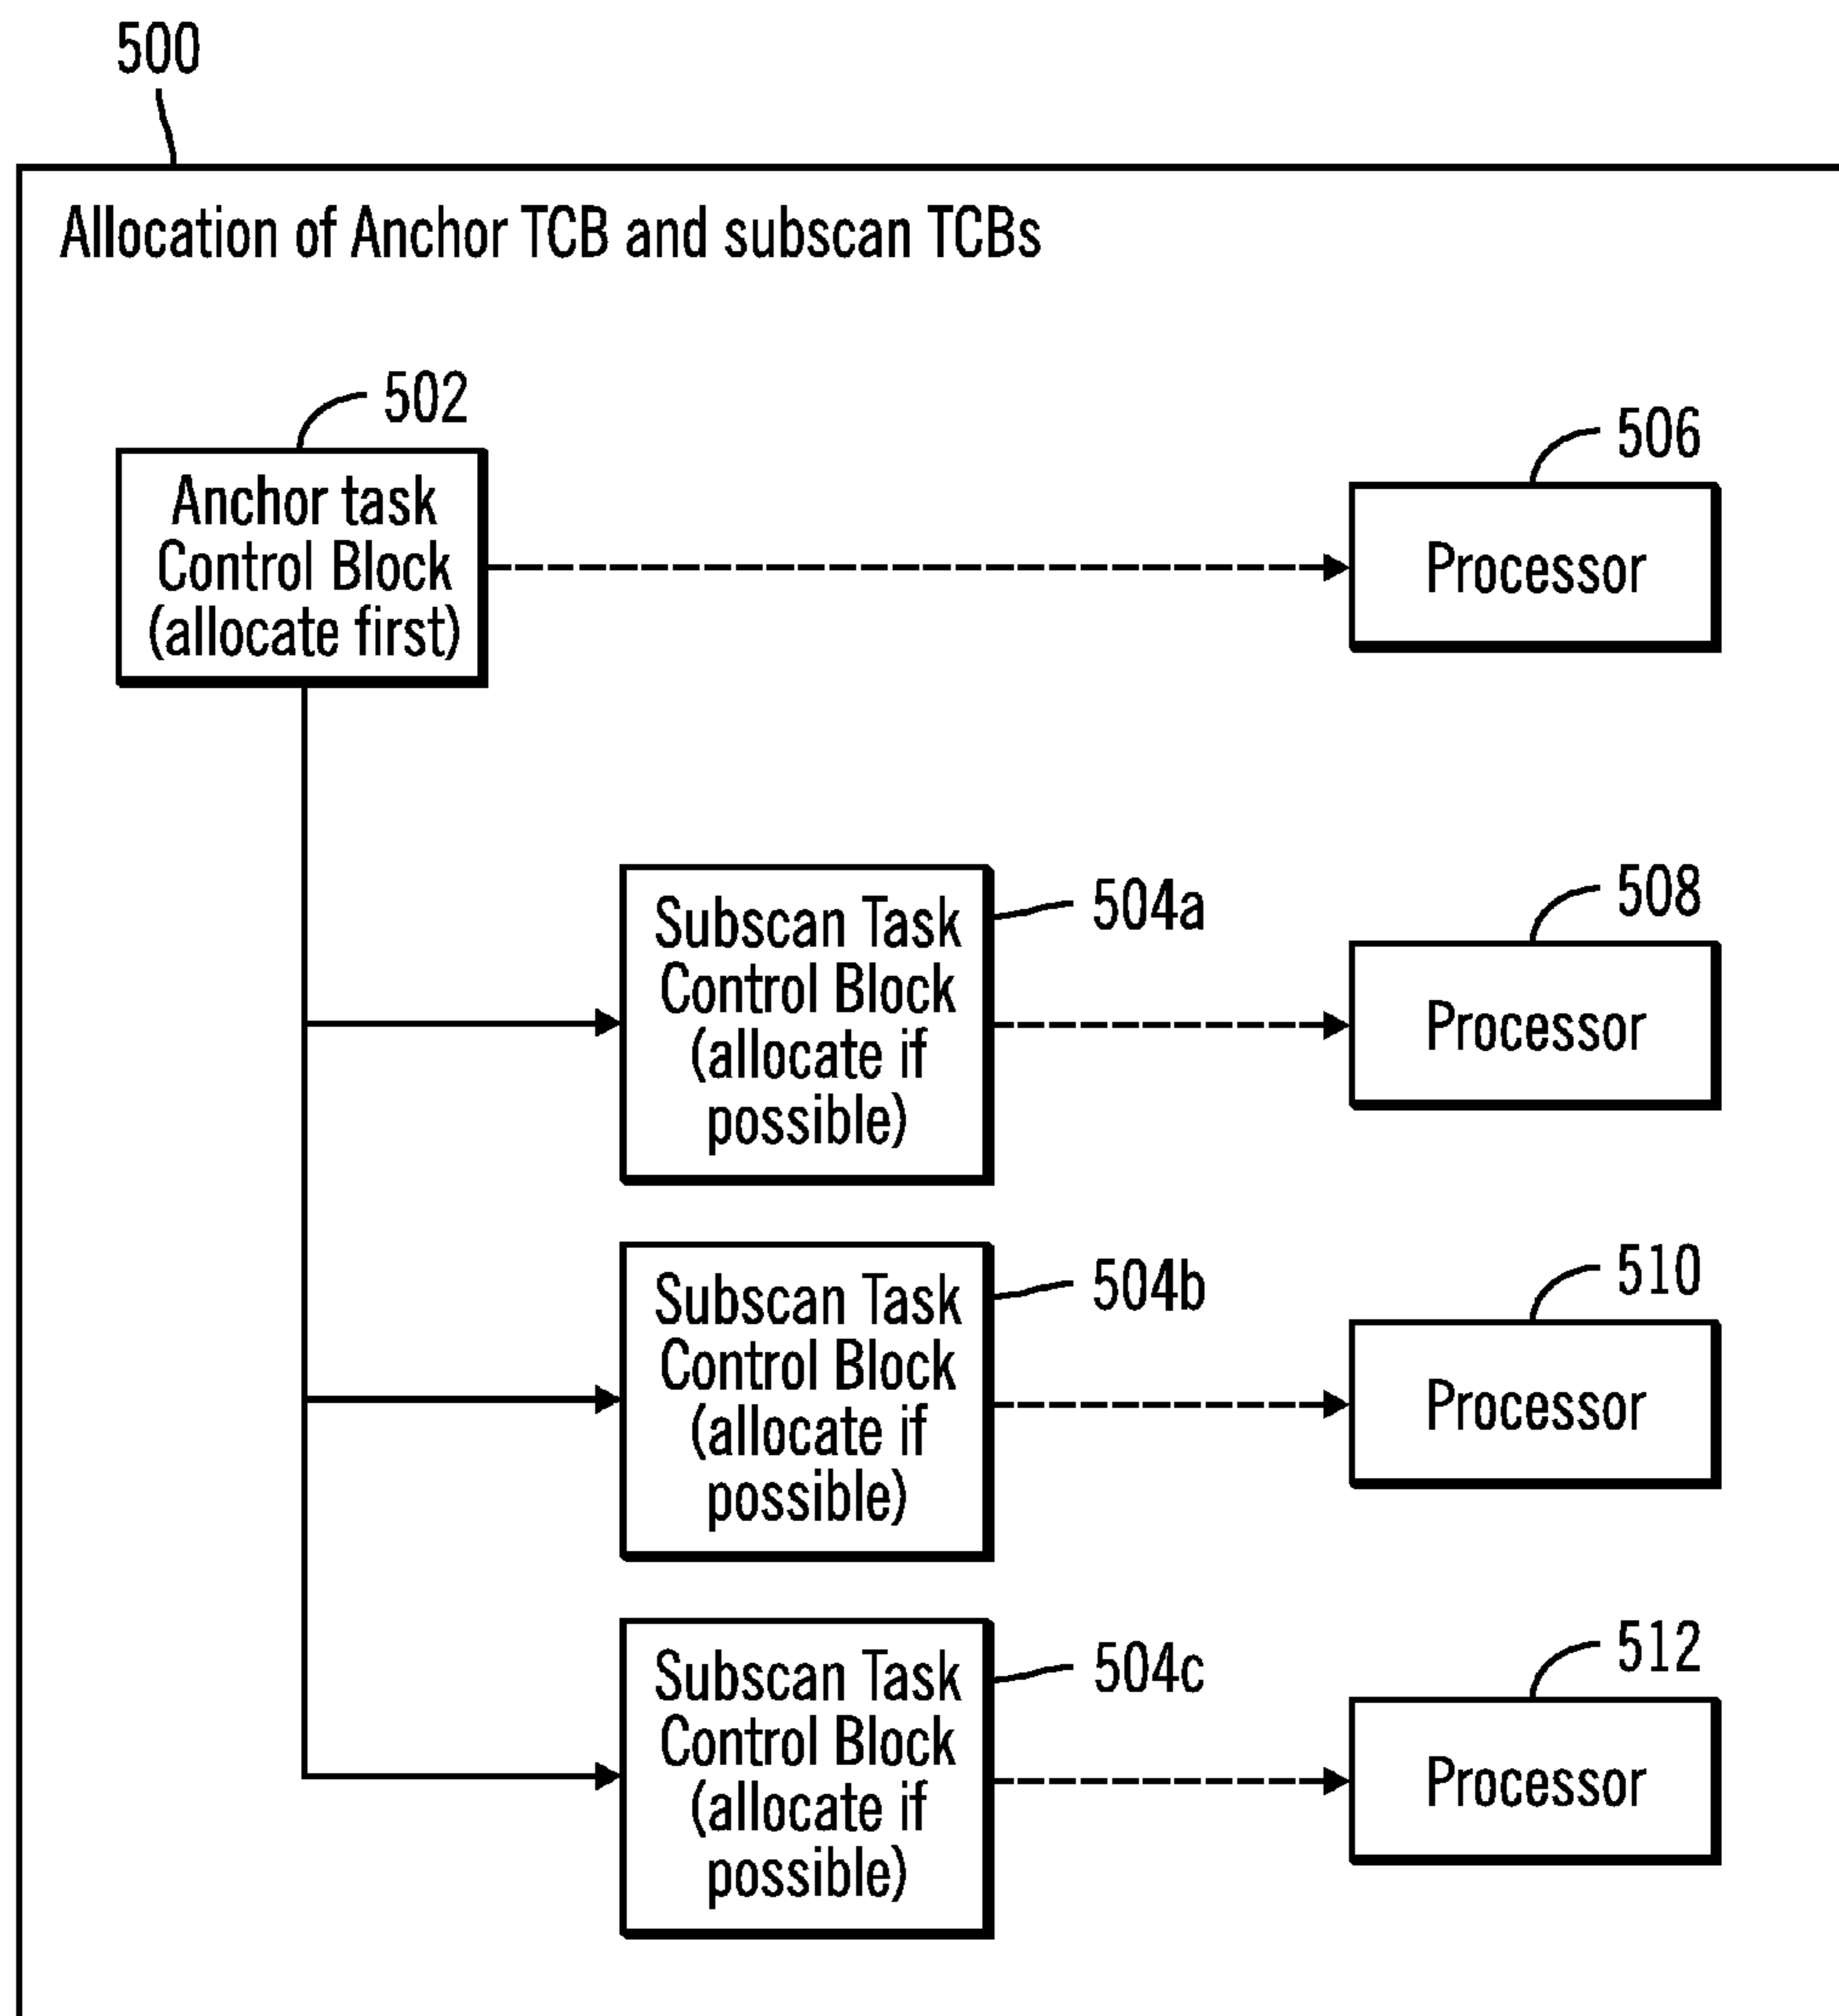 500
Allocation of Anchor TCB and subscan TCBs
502
Anchor task
Control Block
(allocate first)
506
Processor
504a
Subscan Task
Control Block
(allocate if
possible)
508
Processor
504b
Subscan Task
Control Block
(allocate if
possible)
510
Processor
504c
Subscan Task
Control Block
(allocate if
possible)
512
Processor